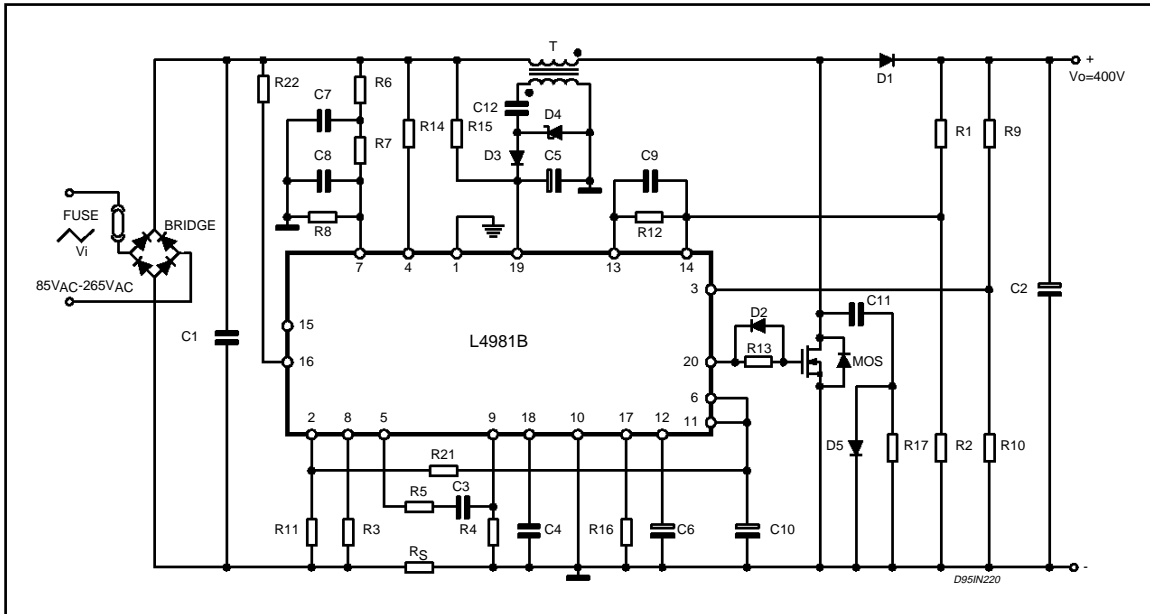 T
+
Vo=400V
D1
R22
R6
C7
C12
D4
R14
R15
R1
R9
R7
D3
C5
C9
C8
FUSE
BRIDGE
R12
Vi
R8
7
4
1
19
13
14
85VAC-265VAC
3
C2
C11
D2
15
C1
L4981B
R13
MOS
16
20
6
2
8
5
9
18
10
17
12
11
D5
R17
R2
R10
R21
C3
R5
R11
R3
R4
C4
R16
C6
C10
RS
-
D95IN220